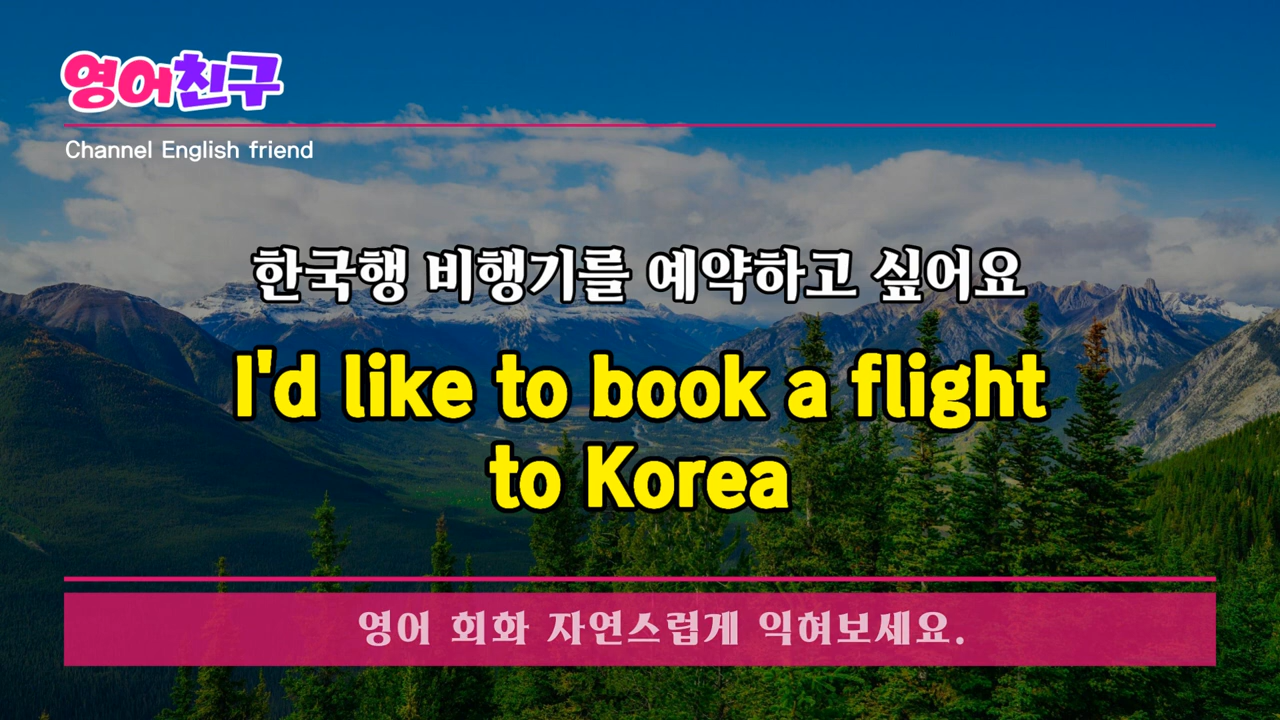 영어친구
Channel English friend
한국행 비행기를 예약하고 싶어요
I'd like to book a flight
to Korea
영어 회화 자연스럽게 익혀보세요.